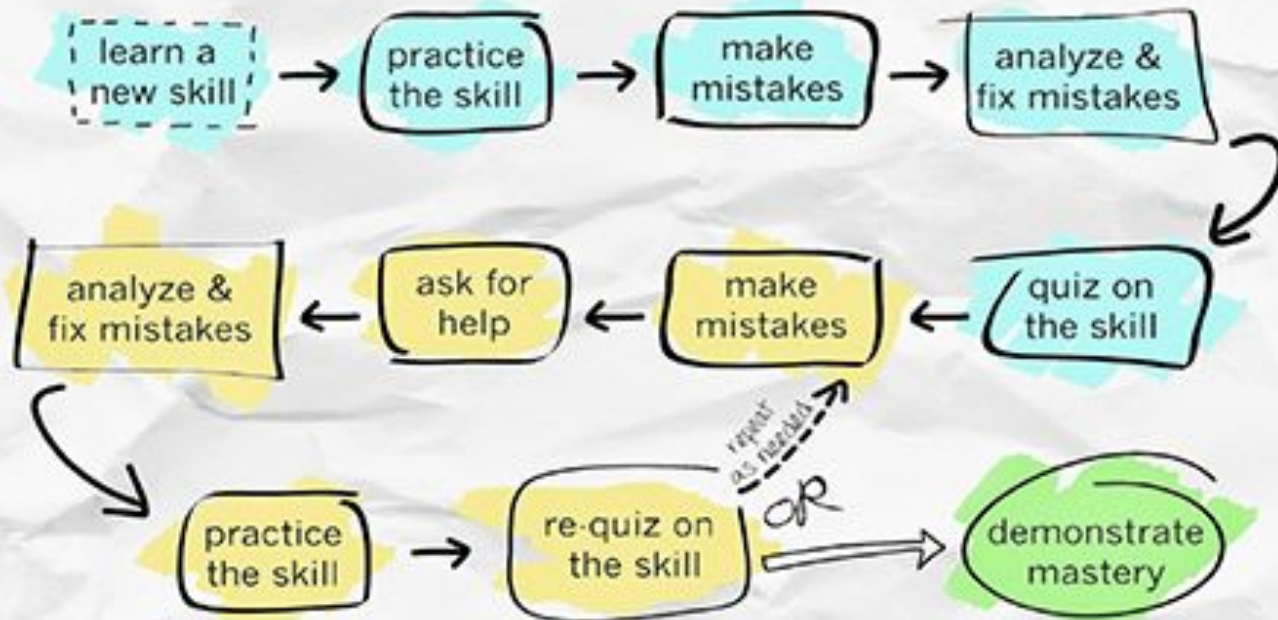 learn a
new skill
practice
the skill
make
mistakes
analyze &
fix mistakes
quiz on
the skill
make
mistakes
ask for
help
analyze &
fix mistakes
practice
the skill
re-quiz on
the skill
repeat
as needed
OR
demonstrate
mastery